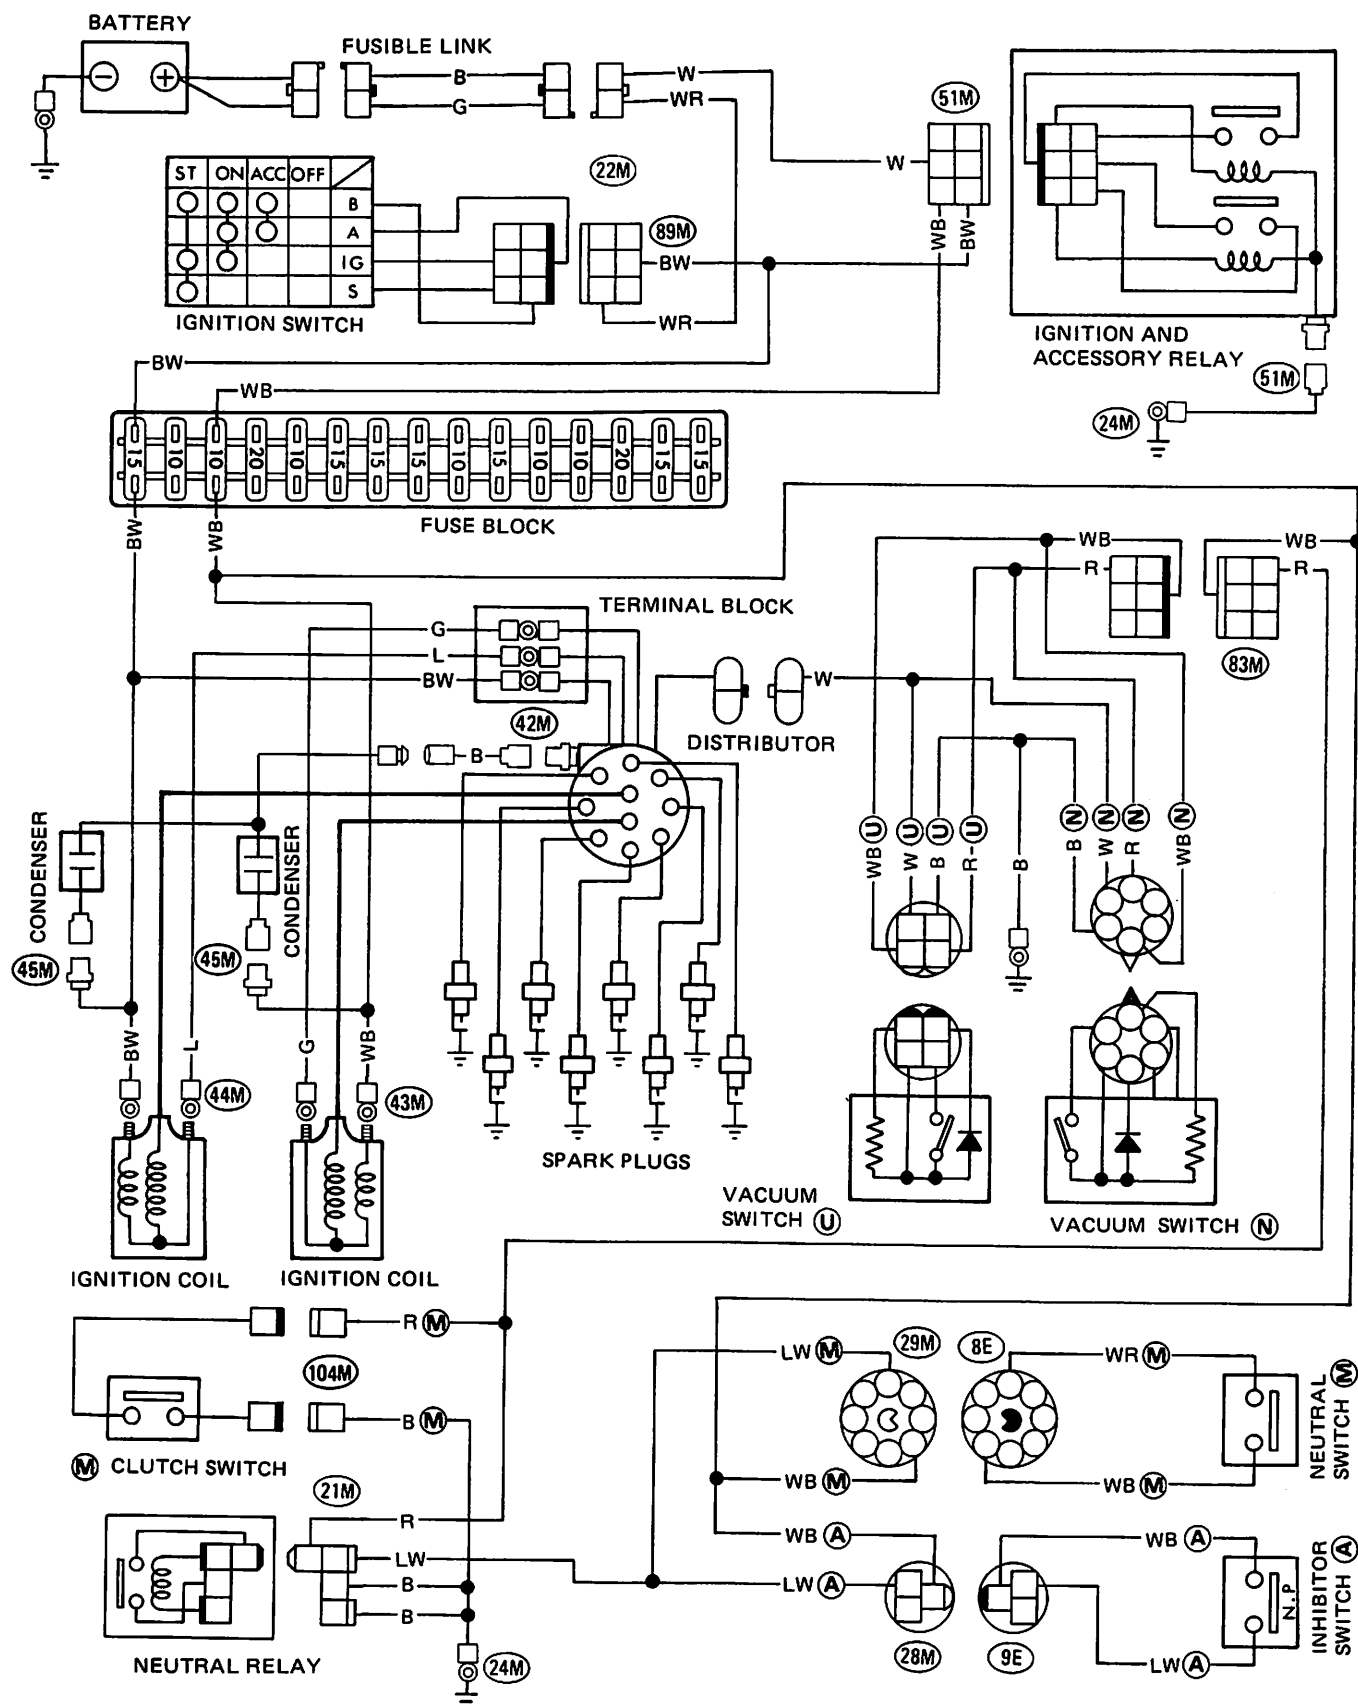 BATTERY
FUSIBLE LINK
B
G
W
WR
22M
51M
W
WB
BW
ST ON ACC OFF
B
A
IG
S
IGNITION SWITCH
89M
BW
WR
IGNITION AND
ACCESSORY RELAY
51M
24M
BW
WB
15 10 10 20 10 15 15 15 10 15 10 10 20 15 15
FUSE BLOCK
BW
WB
TERMINAL BLOCK
G
L
BW
42M
B
DISTRIBUTOR
W
WB
R
WB
R
83M
WB U
W U
B U
R U
B
B N
W N
R N
WB N
CONDENSER
45M
CONDENSER
45M
BW
L
44M
G
WB
43M
SPARK PLUGS
VACUUM
SWITCH U
VACUUM SWITCH N
IGNITION COIL
IGNITION COIL
R M
104M
B M
M CLUTCH SWITCH
21M
R
LW
B
B
24M
NEUTRAL RELAY
LW M
29M
8E
WR M
WB M
WB M
NEUTRAL
SWITCH M
WB A
LW A
28M
9E
WB A
LW A
N.P
INHIBITOR
SWITCH A